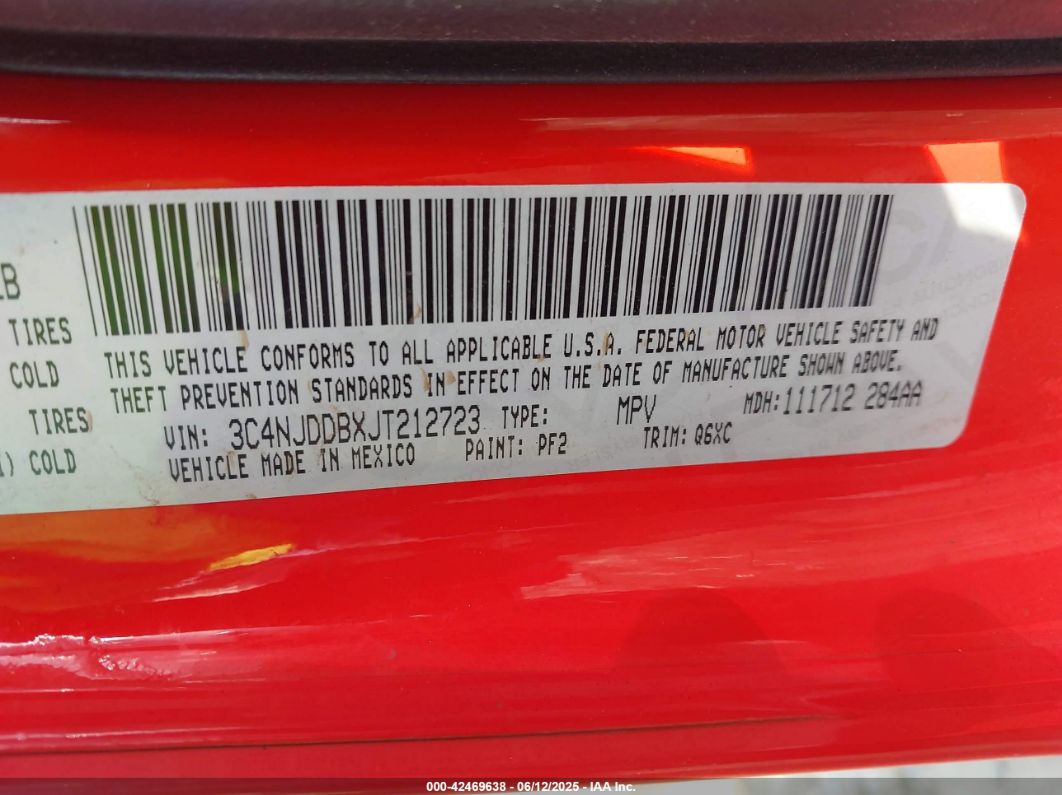 LB
TIRES
COLD
TIRES
COLD
THIS VEHICLE CONFORMS TO ALL APPLICABLE U.S.A. FEDERAL MOTOR VEHICLE SAFETY AND
THEFT PREVENTION STANDARDS IN EFFECT ON THE DATE OF MANUFACTURE SHOWN ABOVE.
VIN: 3C4NJDDBXJT212723 TYPE: MPV MDH:111712 284AA
VEHICLE MADE IN MEXICO PAINT: PF2 TRIM: Q6XC
000-42469638 - 06/12/2025 - IAA Inc.